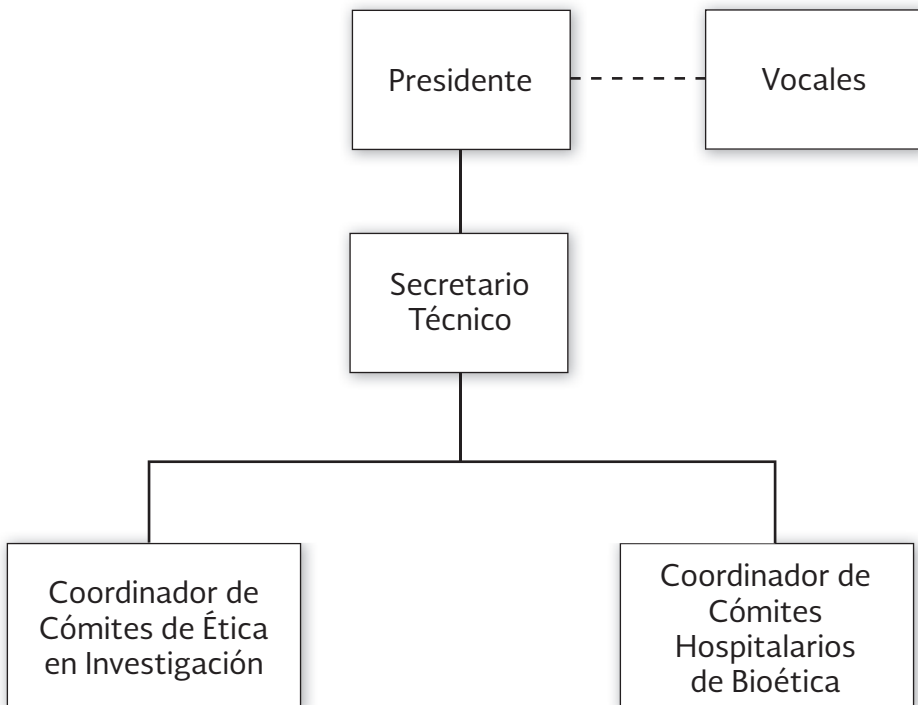 Presidente
Vocales
Secretario
Técnico
Coordinador de
Cómites de Ética
en Investigación
Coordinador de
Cómites
Hospitalarios
de Bioética